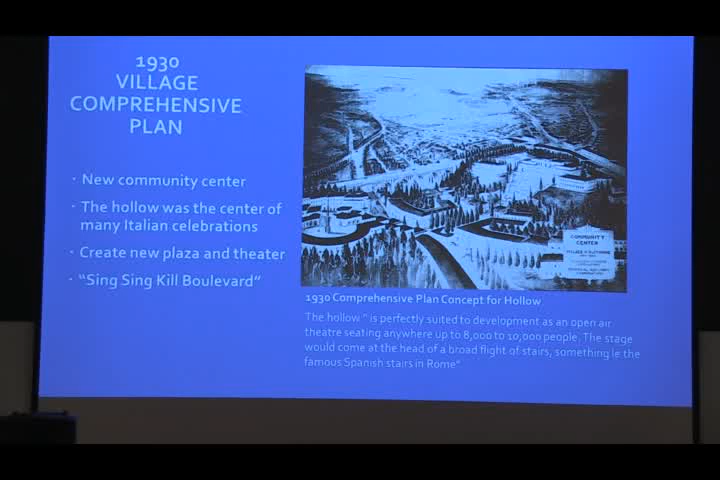 1930
VILLAGE
COMPREHENSIVE
PLAN
· New community center
· The hollow was the center of
many Italian celebrations
· Create new plaza and theater
· "Sing Sing Kill Boulevard"
COMMUNITY
CENTER
1930 Comprehensive Plan Concept for Hollow
The hollow " is perfectly suited to development as an open air
theatre seating anywhere up to 8,000 to 10,000 people. The stage
would come at the head of a broad flight of stairs, something le the
famous Spanish stairs in Rome"